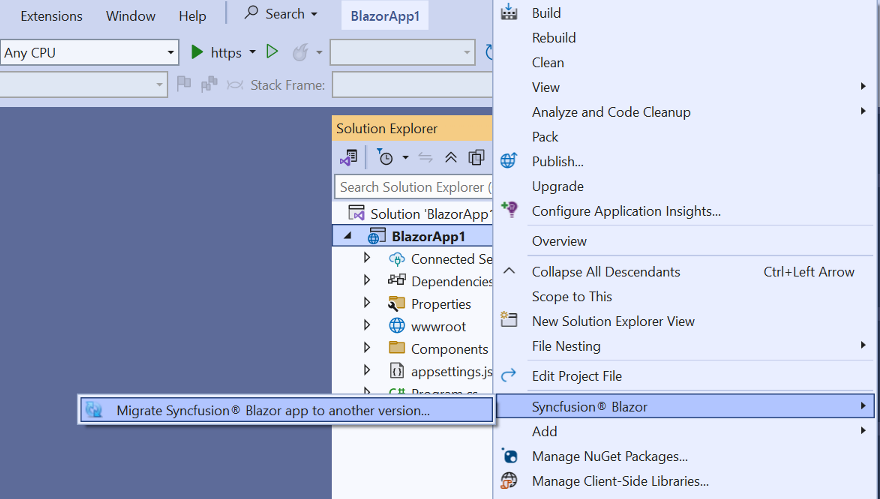 Extensions Window Help Search BlazorApp1
Any CPU https
Stack Frame:
Solution Explorer
Search Solution Explorer (
Solution 'BlazorApp1
BlazorApp1
Connected Se
Dependencies
Properties
wwwroot
Components
appsettings.js
Program.cs
Migrate Syncfusion® Blazor app to another version...
Build
Rebuild
Clean
View
Analyze and Code Cleanup
Pack
Publish...
Upgrade
Configure Application Insights...
Overview
Collapse All Descendants Ctrl+Left Arrow
Scope to This
New Solution Explorer View
File Nesting
Edit Project File
Syncfusion® Blazor
Add
Manage NuGet Packages...
Manage Client-Side Libraries...